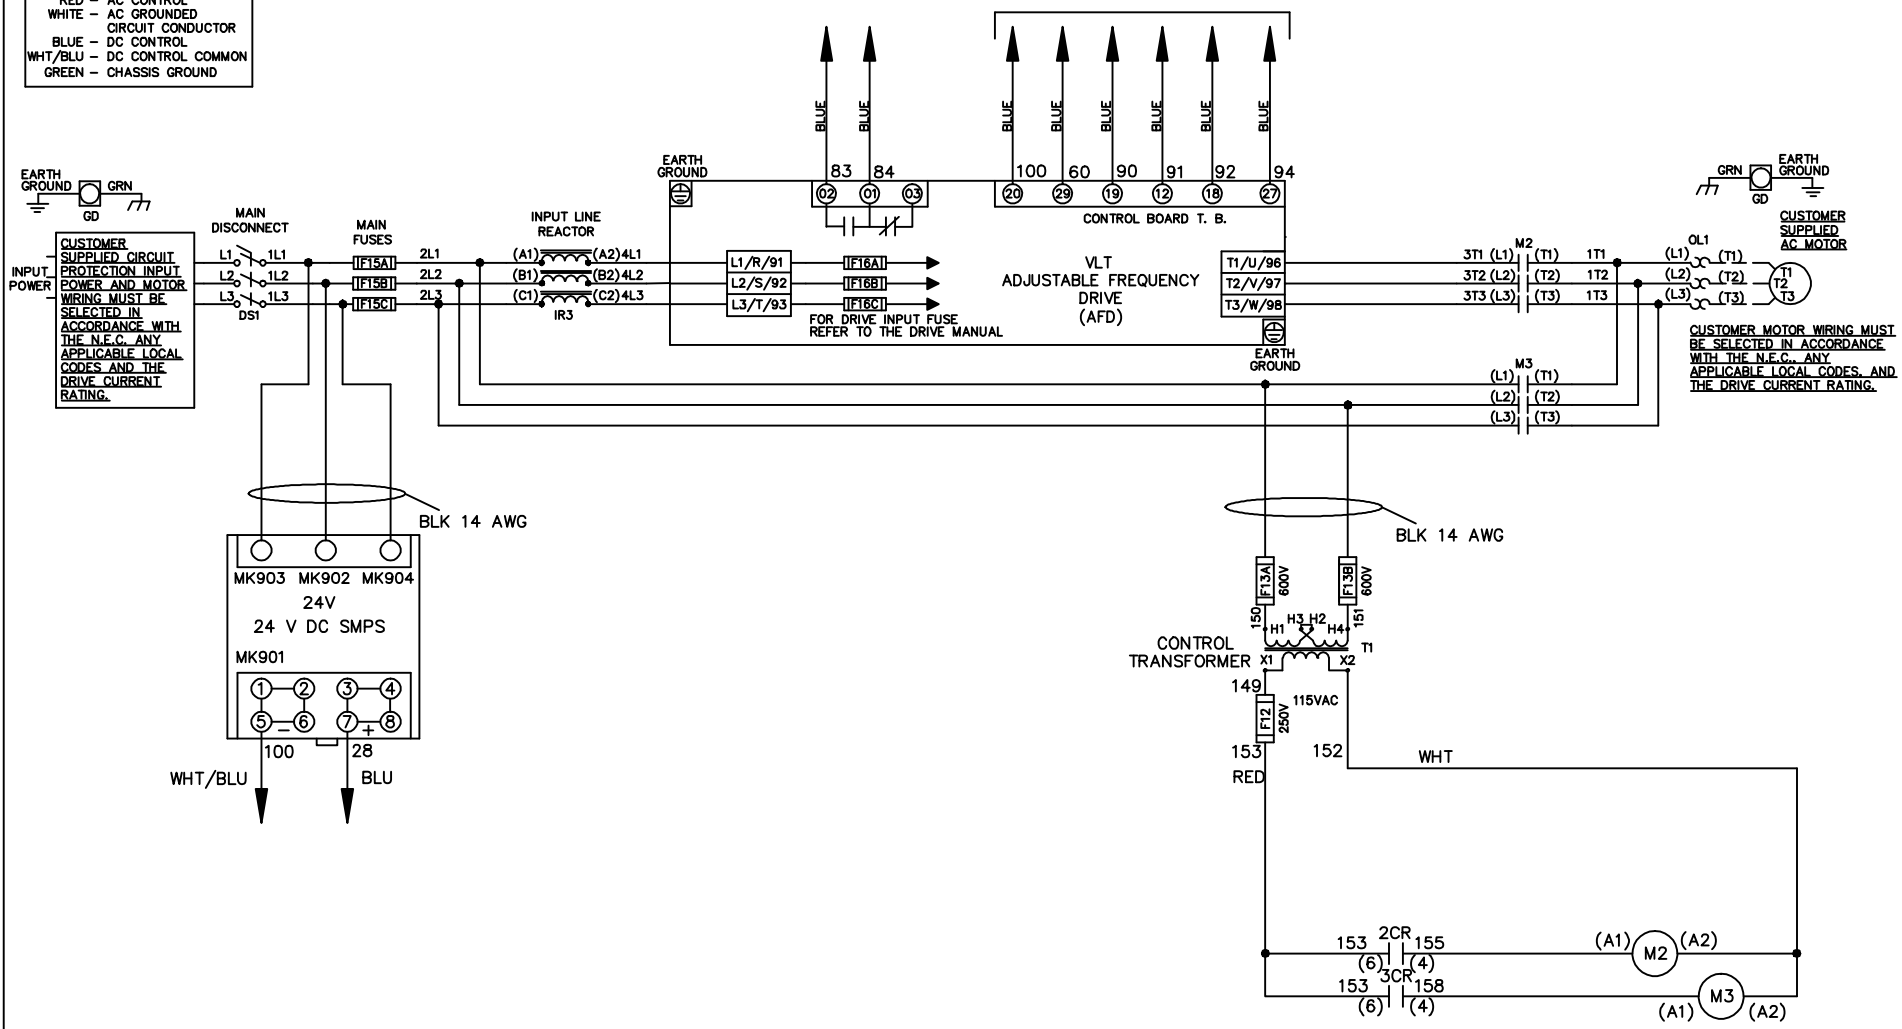 RED – AC CONTROL
WHITE – AC GROUNDED
CIRCUIT CONDUCTOR
BLUE – DC CONTROL
WHT/BLU – DC CONTROL COMMON
GREEN – CHASSIS GROUND
BLUE
BLUE
BLUE
BLUE
BLUE
BLUE
BLUE
BLUE
EARTH
GROUND
GRN
GD
EARTH
GROUND
83
84
02
01
03
100
60
90
91
92
94
20
29
19
12
18
27
CONTROL BOARD T. B.
GRN
EARTH
GROUND
GD
CUSTOMER
SUPPLIED
AC MOTOR
INPUT
POWER
CUSTOMER
SUPPLIED CIRCUIT
PROTECTION INPUT
POWER AND MOTOR
WIRING MUST BE
SELECTED IN
ACCORDANCE WITH
THE N.E.C. ANY
APPLICABLE LOCAL
CODES AND THE
DRIVE CURRENT
RATING.
MAIN
DISCONNECT
L1
1L1
L2
1L2
L3
1L3
DS1
MAIN
FUSES
F15A
F15B
F15C
2L1
2L2
2L3
INPUT LINE
REACTOR
(A1)
(A2)
4L1
(B1)
(B2)
4L2
(C1)
(C2)
4L3
IR3
L1/R/91
L2/S/92
L3/T/93
F16A
F16B
F16C
FOR DRIVE INPUT FUSE
REFER TO THE DRIVE MANUAL
VLT
ADJUSTABLE FREQUENCY
DRIVE
(AFD)
T1/U/96
T2/V/97
T3/W/98
EARTH
GROUND
M2
3T1 (L1) (T1) 1T1
3T2 (L2) (T2) 1T2
3T3 (L3) (T3) 1T3
OL1
(L1) (T1)
(L2) (T2)
(L3) (T3)
T1
T2
T3
CUSTOMER MOTOR WIRING MUST
BE SELECTED IN ACCORDANCE
WITH THE N.E.C., ANY
APPLICABLE LOCAL CODES, AND
THE DRIVE CURRENT RATING.
M3
(L1) (T1)
(L2) (T2)
(L3) (T3)
BLK 14 AWG
MK903 MK902 MK904
24V
24 V DC SMPS
MK901
1
2
3
4
5
6
7
8
–
+
100
28
WHT/BLU
BLU
BLK 14 AWG
F13A
600V
F13B
600V
150
151
H1
H3 H2
H4
T1
CONTROL
TRANSFORMER
X1
X2
149
115VAC
F12
250V
153
152
RED
WHT
2CR
153
155
(6)
(4)
(A1)
M2
(A2)
3CR
153
158
(6)
(4)
(A1)
M3
(A2)